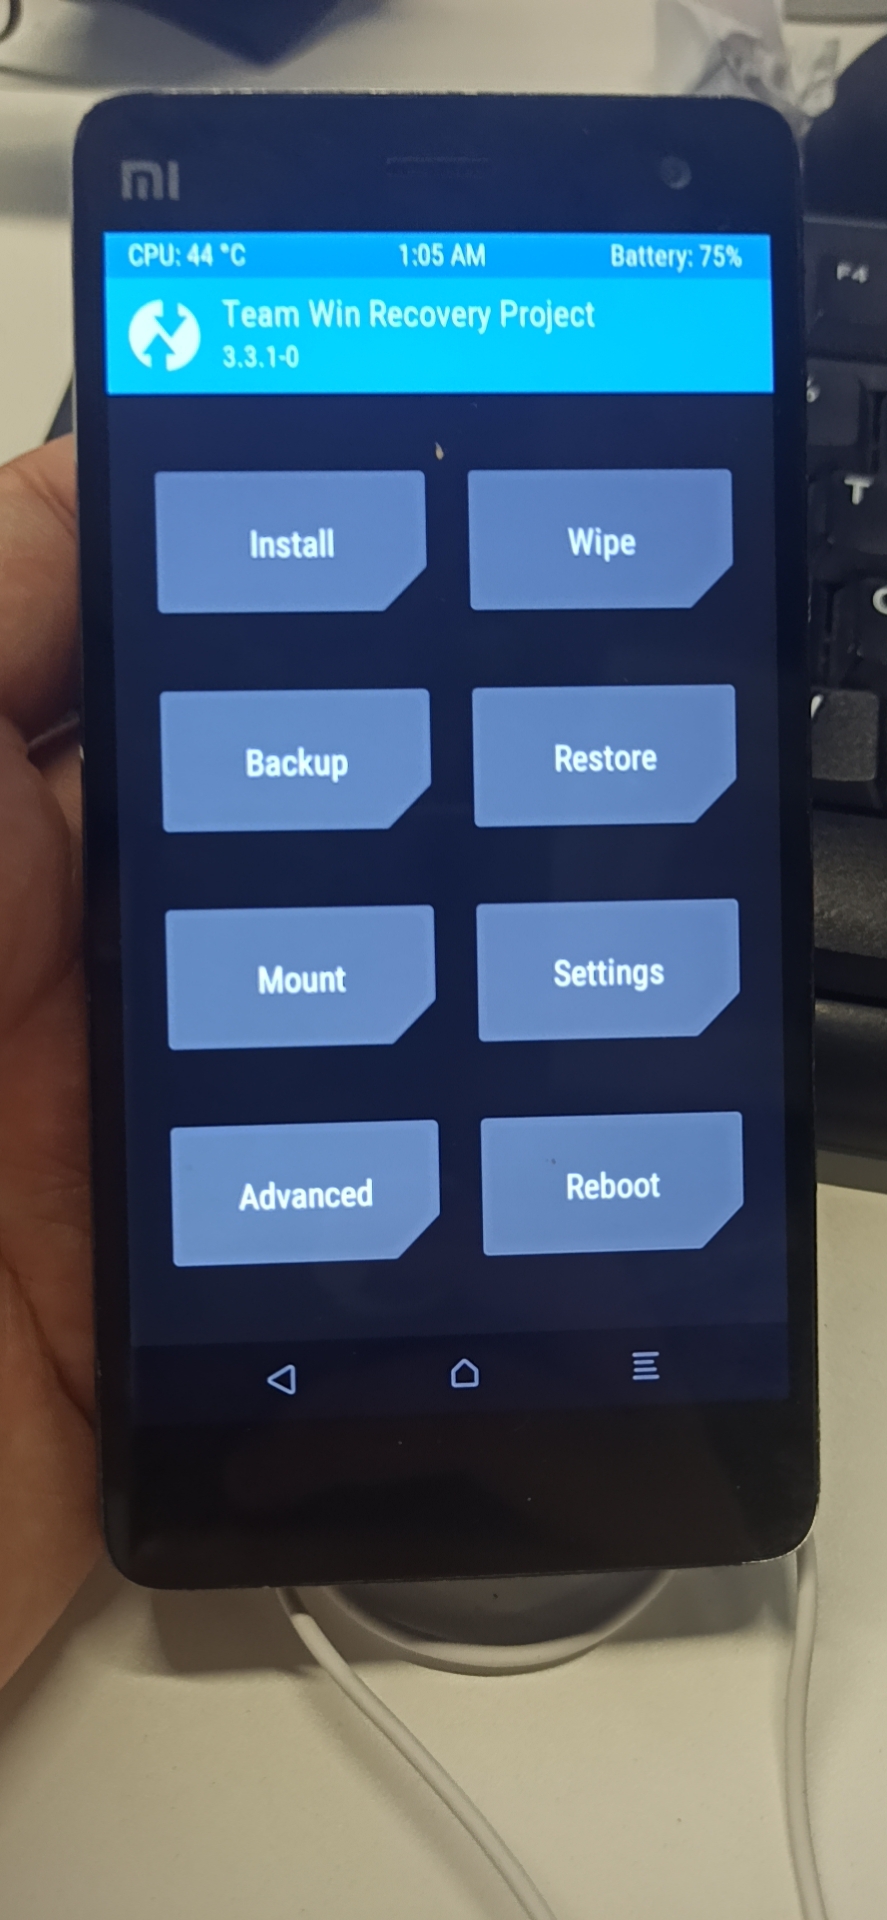 mi
CPU: 44 °C 1:05 AM Battery: 75%
Team Win Recovery Project
3.3.1-0
Install Wipe
Backup Restore
Mount Settings
Advanced Reboot
F4
T